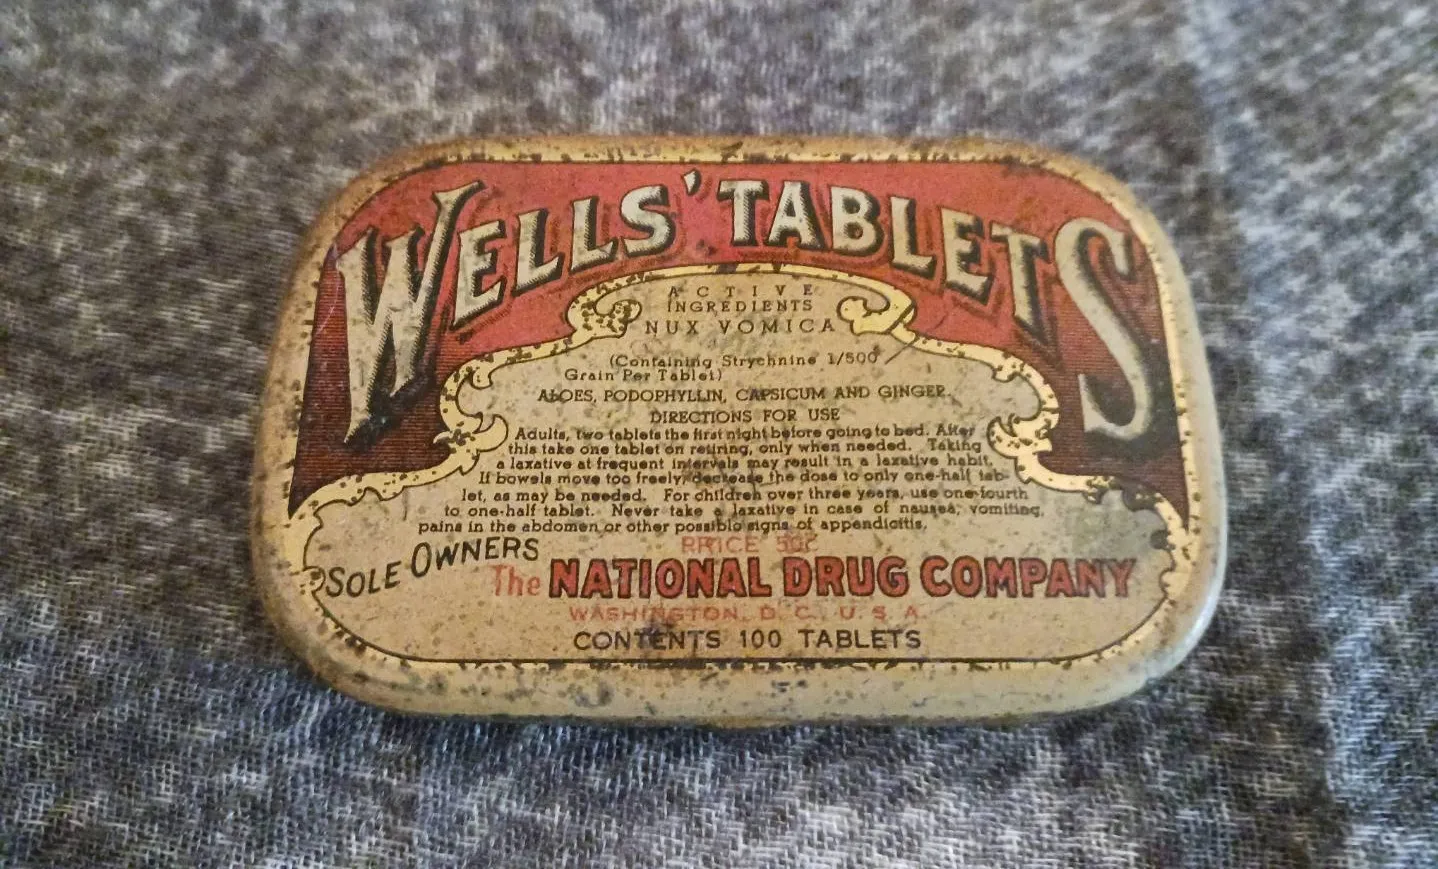 WELLS' TABLETS
ACTIVE
INGREDIENTS
NUX VOMICA
(Containing Strychnine 1/500
Grain Per Tablet)
ALOES, PODOPHYLLIN, CAPSICUM AND GINGER.
DIRECTIONS FOR USE
Adults, two tablets the first night before going to bed. After
this take one tablet on retiring, only when needed. Taking
a laxative at frequent intervals may result in a laxative habit.
If bowels move too freely, decrease the dose to only one-half tab-
let, as may be needed. For children over three years, use one-fourth
to one-half tablet. Never take a laxative in case of nausea, vomiting,
pains in the abdomen or other possible signs of appendicitis.
PRICE 50¢
SOLE OWNERS
The NATIONAL DRUG COMPANY
WASHINGTON, D. C., U. S. A.
CONTENTS 100 TABLETS